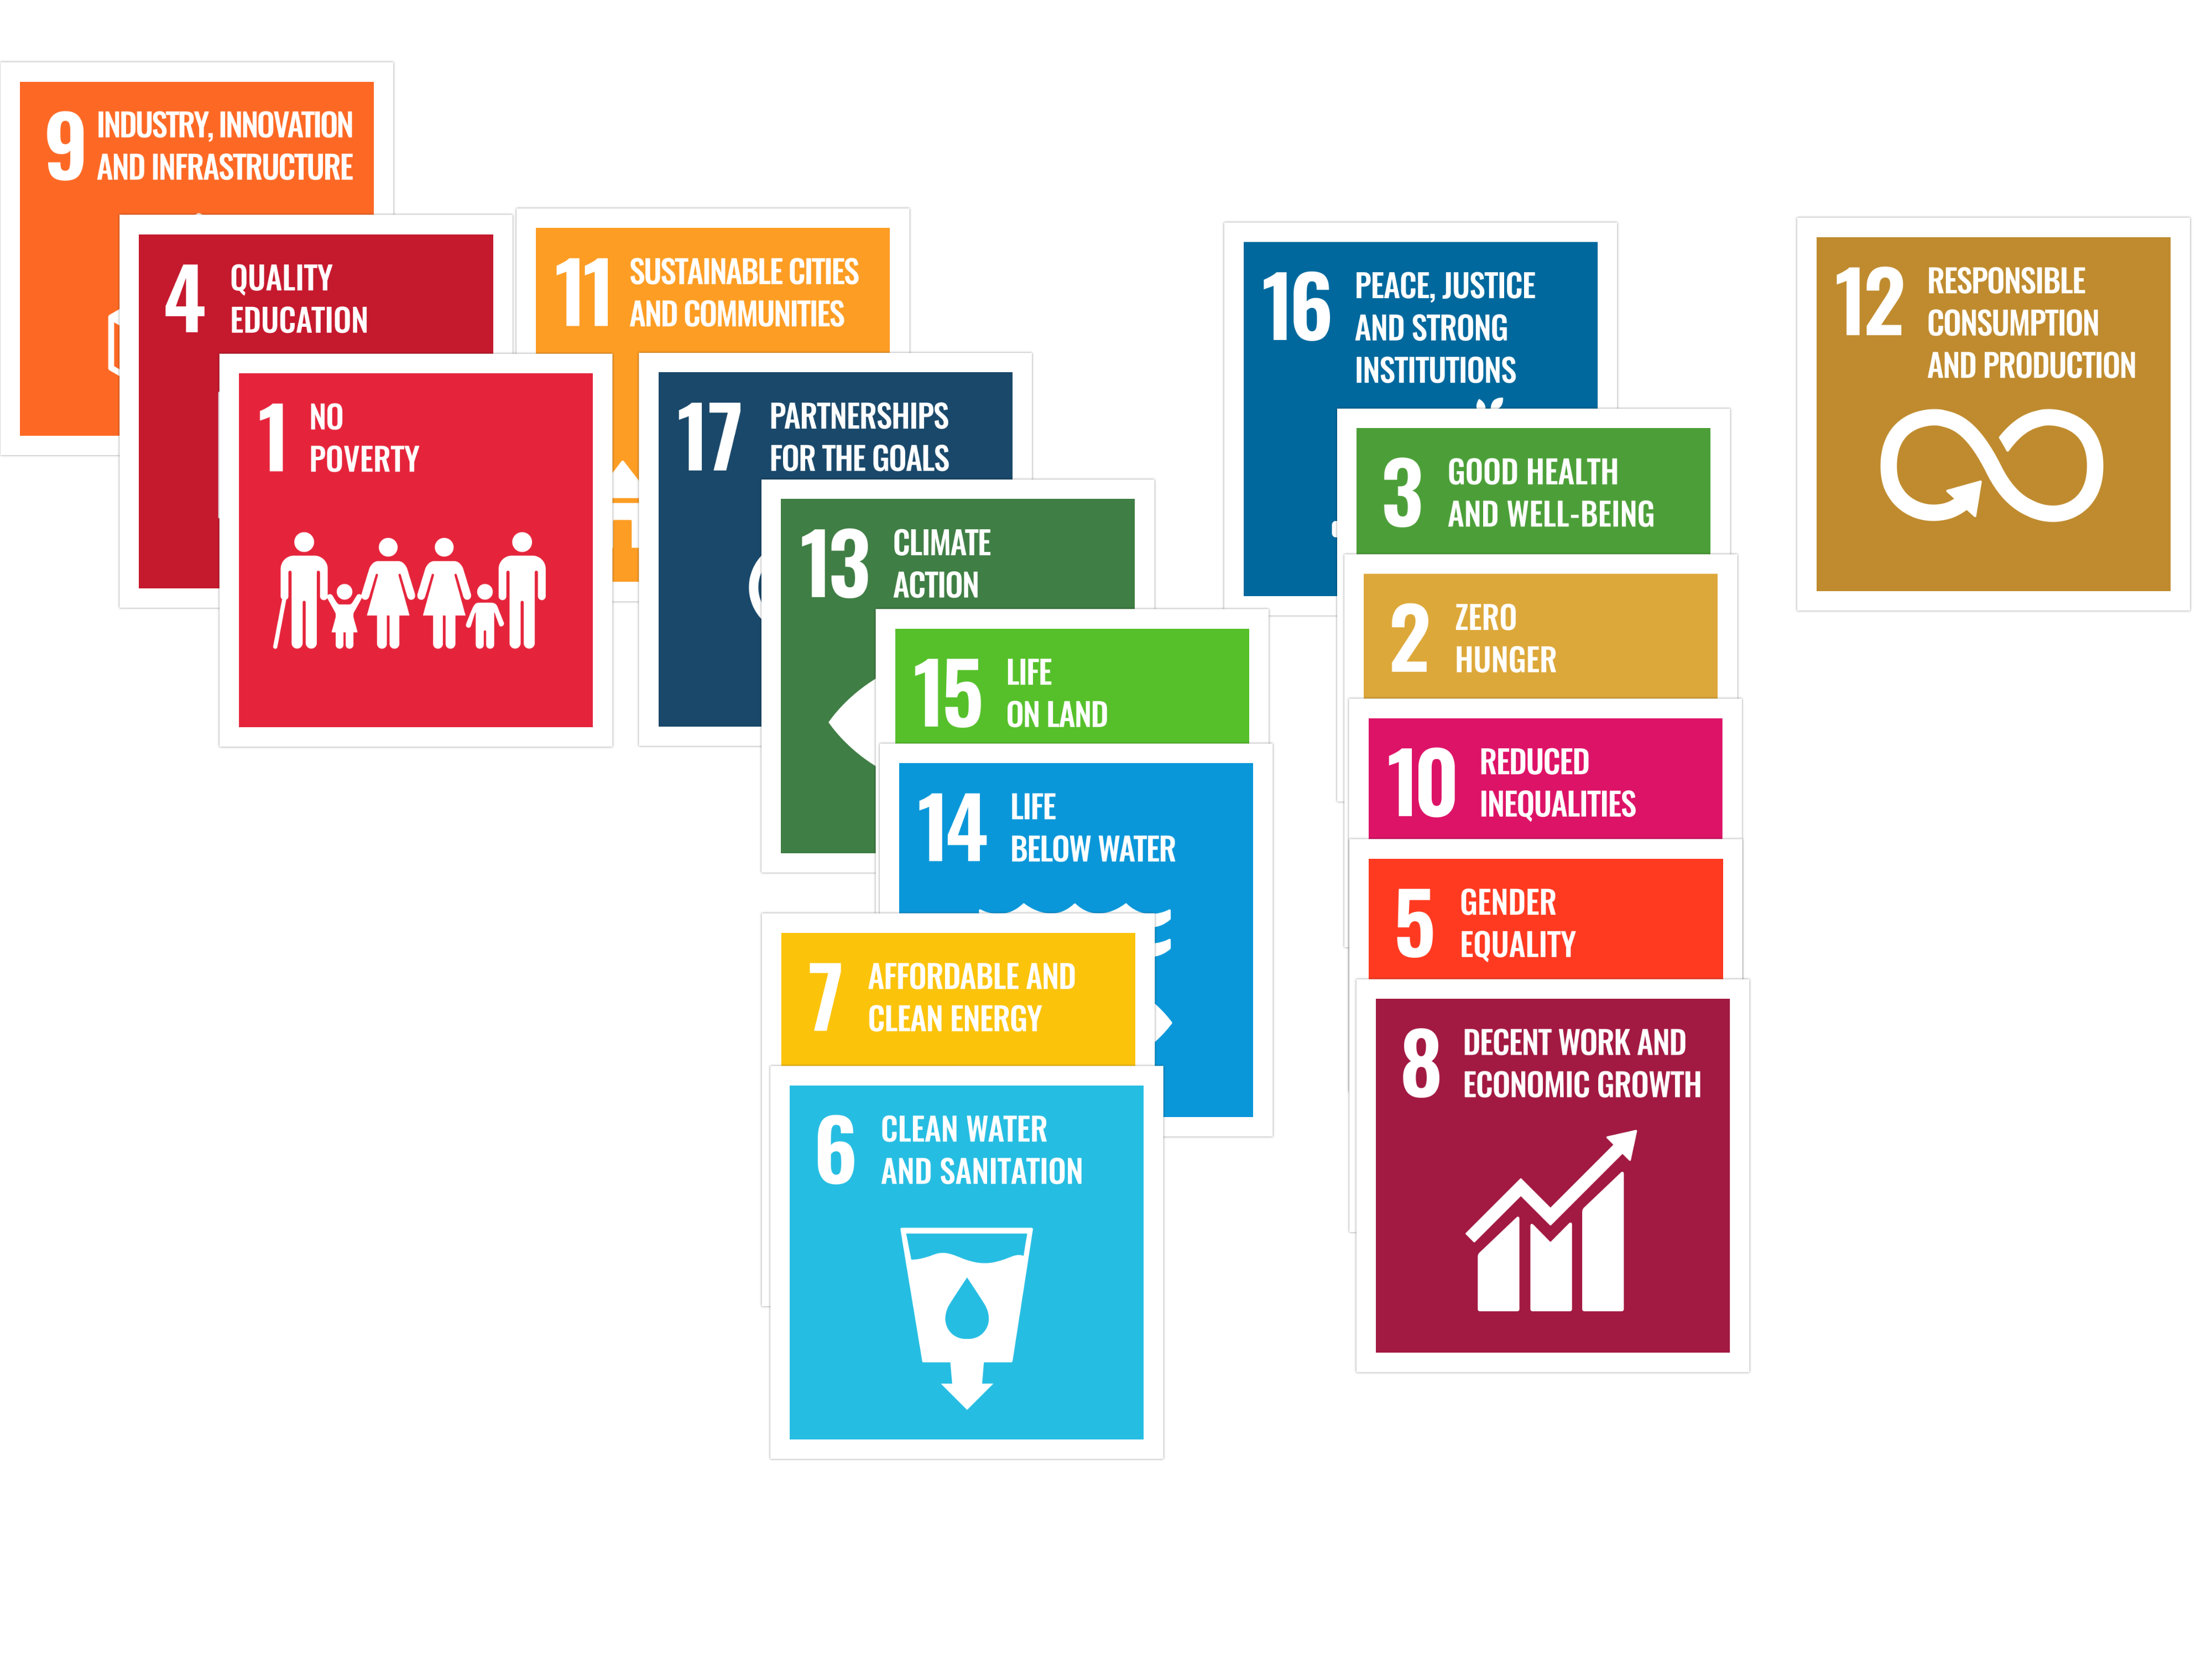 9 INDUSTRY, INNOVATION
AND INFRASTRUCTURE
4 QUALITY
EDUCATION
1 NO
POVERTY
11 SUSTAINABLE CITIES
AND COMMUNITIES
17 PARTNERSHIPS
FOR THE GOALS
13 CLIMATE
ACTION
15 LIFE
ON LAND
14 LIFE
BELOW WATER
7 AFFORDABLE AND
CLEAN ENERGY
6 CLEAN WATER
AND SANITATION
16 PEACE, JUSTICE
AND STRONG
INSTITUTIONS
3 GOOD HEALTH
AND WELL-BEING
2 ZERO
HUNGER
10 REDUCED
INEQUALITIES
5 GENDER
EQUALITY
8 DECENT WORK AND
ECONOMIC GROWTH
12 RESPONSIBLE
CONSUMPTION
AND PRODUCTION